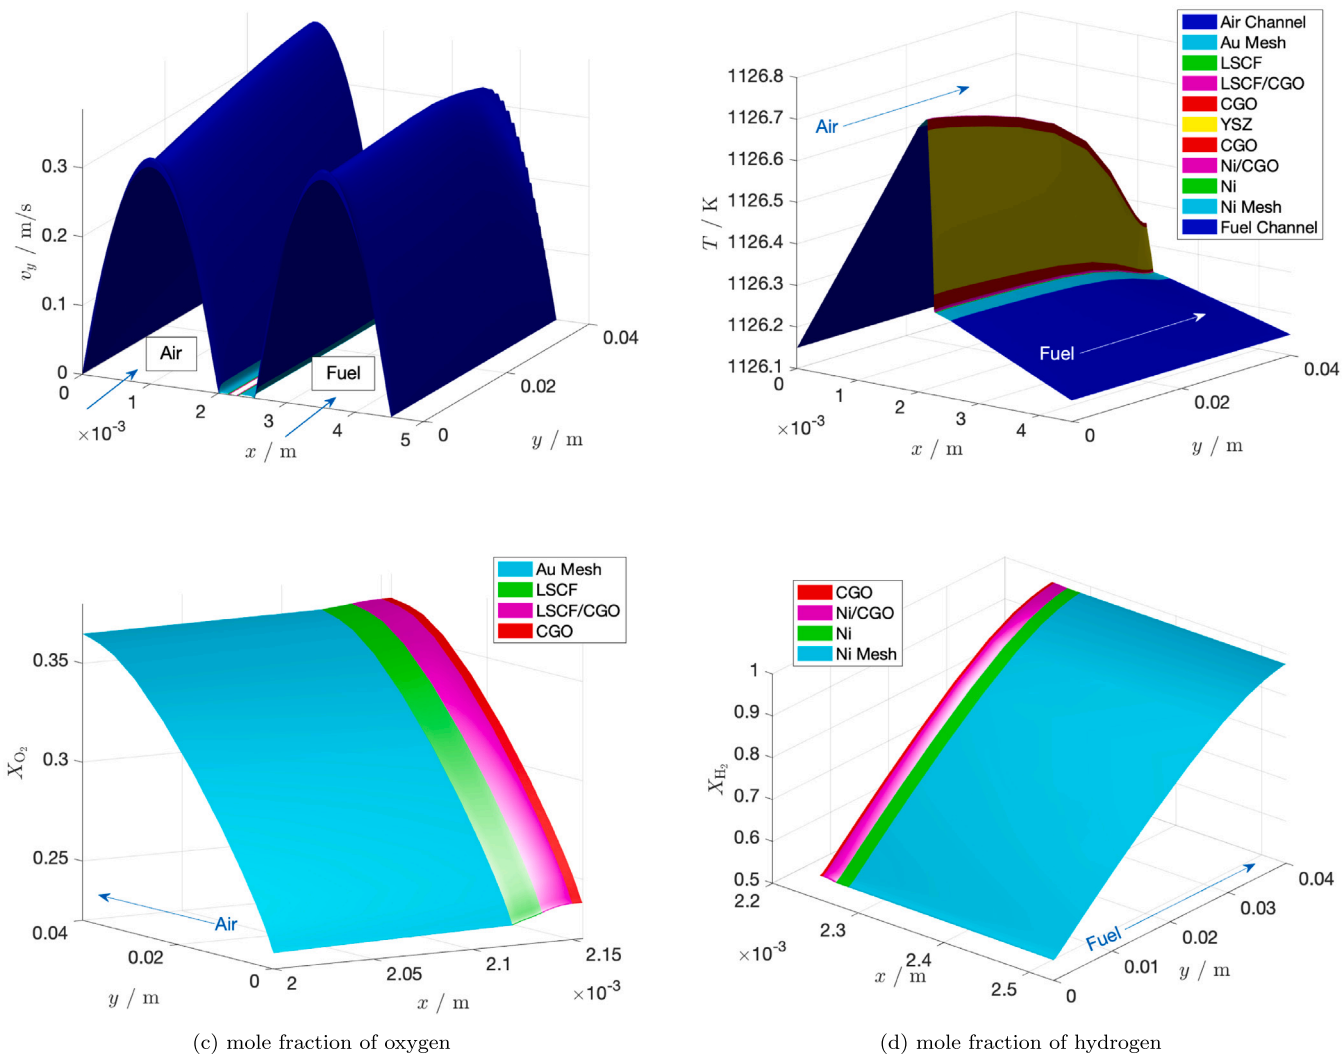 0.3
0.2
0.1
0
v_y / m/s
Air
Fuel
0
1
2
3
4
5
×10⁻³
x / m
0
0.02
0.04
y / m
Air Channel
Au Mesh
LSCF
LSCF/CGO
CGO
YSZ
CGO
Ni/CGO
Ni
Ni Mesh
Fuel Channel
1126.8
1126.7
1126.6
1126.5
1126.4
1126.3
1126.2
1126.1
T / K
Air
Fuel
0
1
2
3
4
×10⁻³
x / m
0
0.02
0.04
y / m
Au Mesh
LSCF
LSCF/CGO
CGO
0.35
0.3
0.25
X_O₂
Air
0.04
0.02
0
y / m
2
2.05
2.1
2.15
×10⁻³
x / m
(c) mole fraction of oxygen
CGO
Ni/CGO
Ni
Ni Mesh
1
0.9
0.8
0.7
0.6
0.5
X_H₂
Fuel
2.2
2.3
2.4
2.5
×10⁻³
x / m
0
0.01
0.02
0.03
0.04
y / m
(d) mole fraction of hydrogen